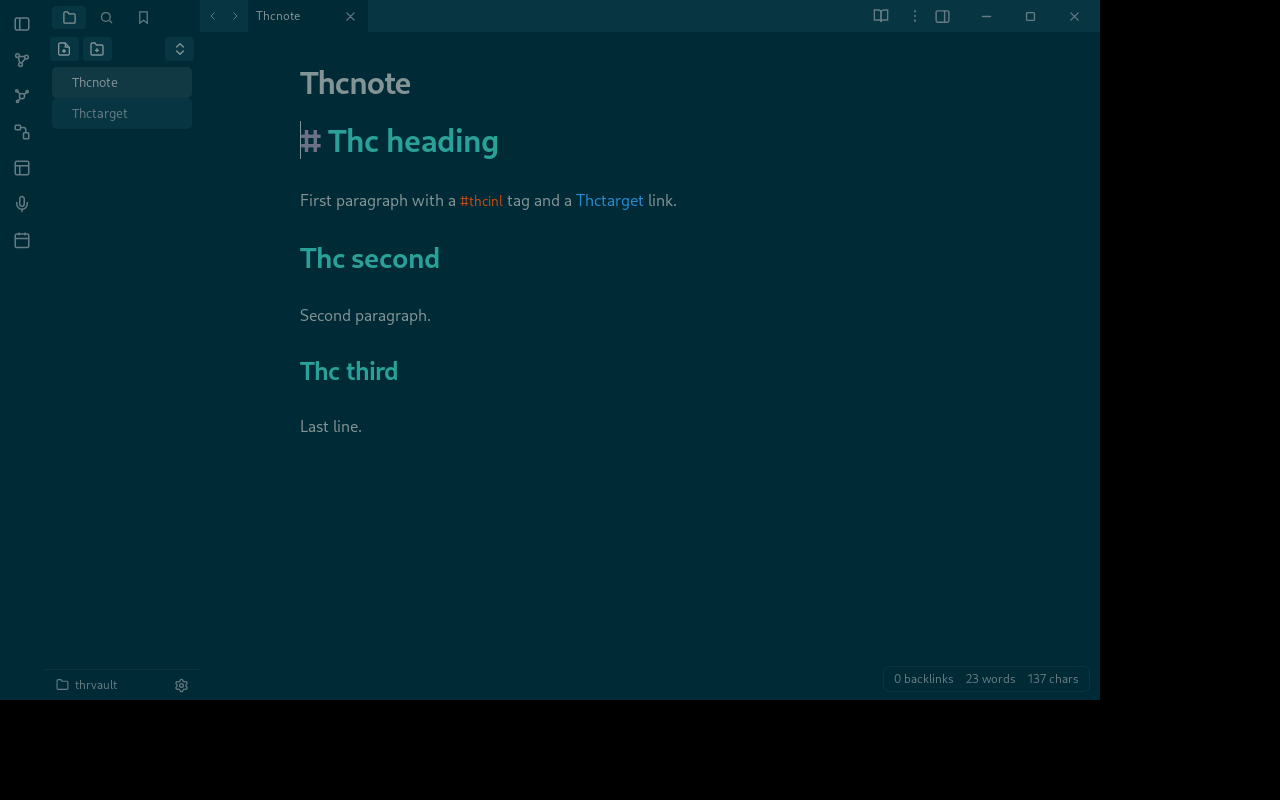 Thcnote
Thcnote
Thctarget
Thcnote
# Thc heading
First paragraph with a #thcinl tag and a Thctarget link.
Thc second
Second paragraph.
Thc third
Last line.
thrvault
0 backlinks 23 words 137 chars